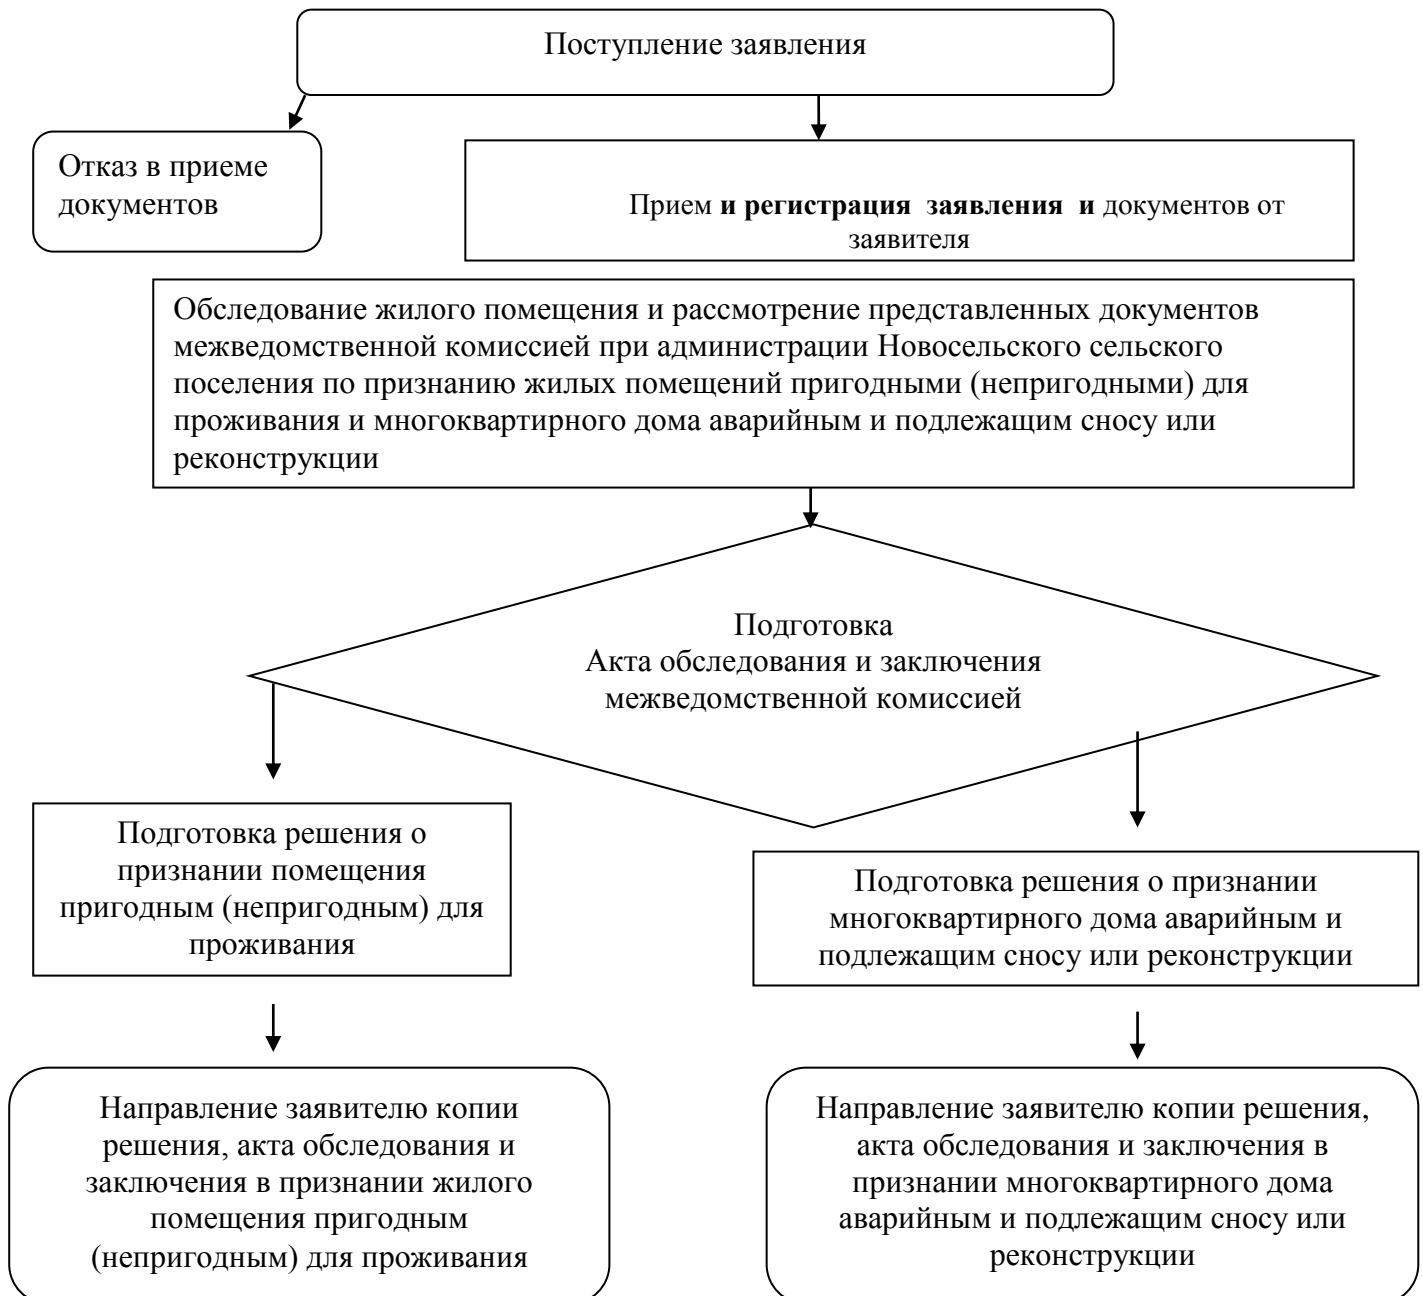 Поступление заявления
Отказ в приеме
документов
Прием и регистрация заявления и документов от
заявителя
Обследование жилого помещения и рассмотрение представленных документов
межведомственной комиссией при администрации Новосельского сельского
поселения по признанию жилых помещений пригодными (непригодными) для
проживания и многоквартирного дома аварийным и подлежащим сносу или
реконструкции
Подготовка
Акта обследования и заключения
межведомственной комиссией
Подготовка решения о
признании помещения
пригодным (непригодным) для
проживания
Подготовка решения о признании
многоквартирного дома аварийным и
подлежащим сносу или реконструкции
Направление заявителю копии
решения, акта обследования и
заключения в признании жилого
помещения пригодным
(непригодным) для проживания
Направление заявителю копии решения,
акта обследования и заключения в
признании многоквартирного дома
аварийным и подлежащим сносу или
реконструкции